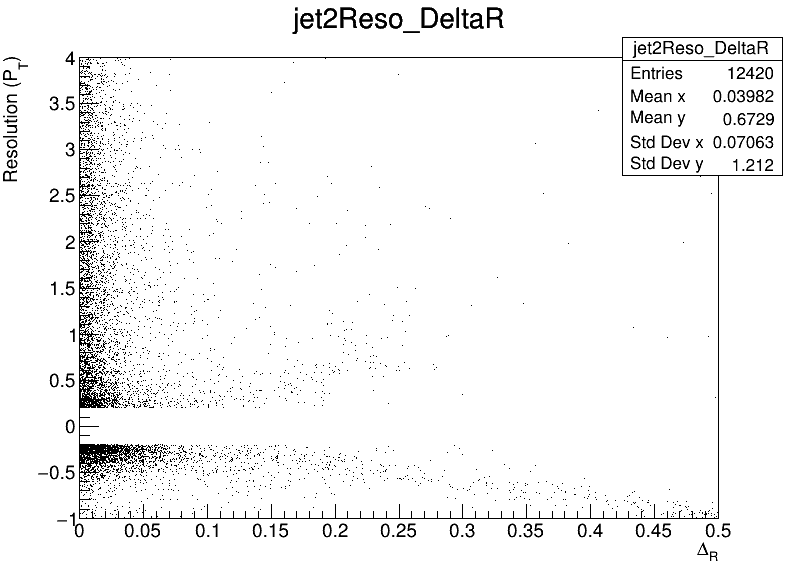 jet2Reso_DeltaR
jet2Reso_DeltaR
Entries 12420
Mean x 0.03982
Mean y 0.6729
Std Dev x 0.07063
Std Dev y 1.212
Resolution (P_T)
4
3.5
3
2.5
2
1.5
1
0.5
0
−0.5
−1
0 0.05 0.1 0.15 0.2 0.25 0.3 0.35 0.4 0.45 0.5
Δ_R